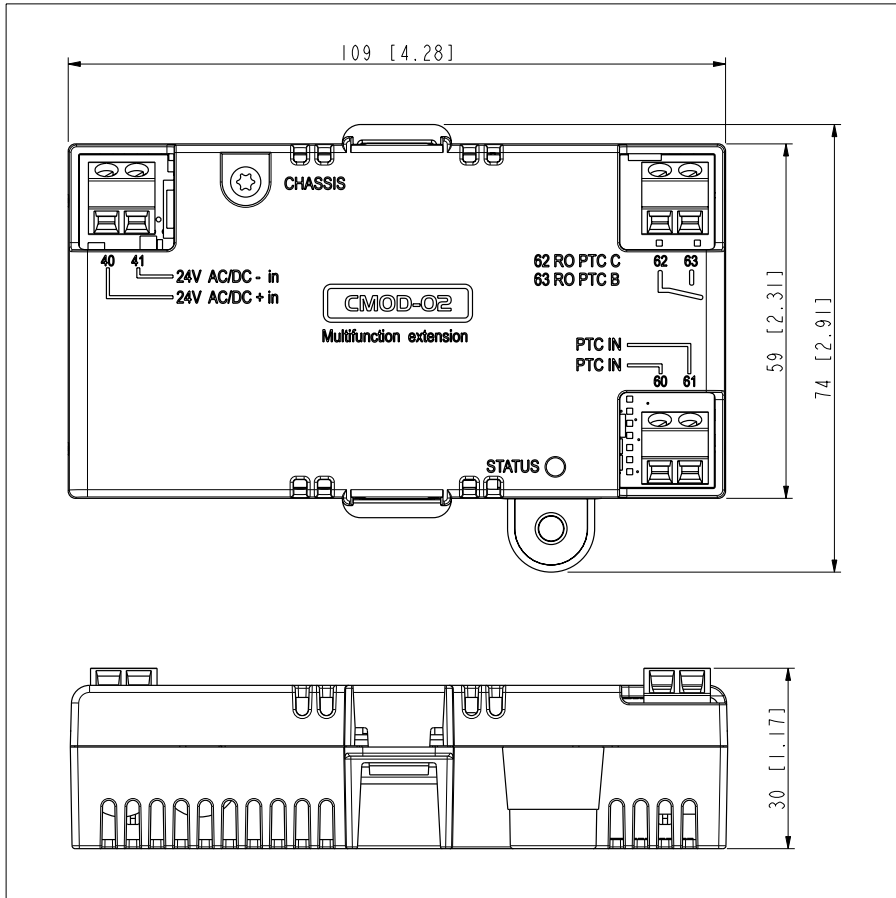 109 [4.28]
CHASSIS
40 41
24V AC/DC - in
24V AC/DC + in
62 RO PTC C
63 RO PTC B
62 63
CMOD-02
Multifunction extension
PTC IN
PTC IN
60 61
STATUS
59 [2.31]
74 [2.91]
30 [1.17]